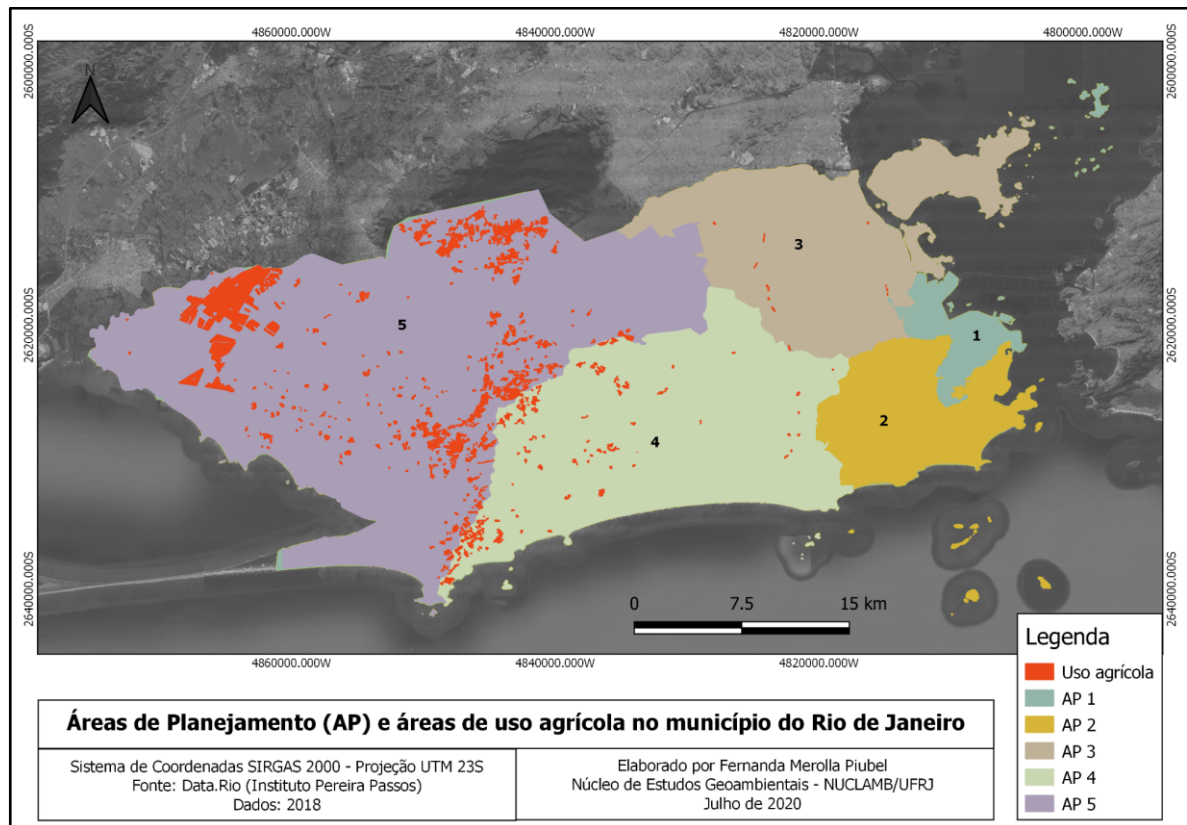 4860000.000W
4840000.000W
4820000.000W
4800000.000W
2600000.000S
2600000.000S
N
3
5
1
2620000.000S
2620000.000S
2
4
2640000.000S
2640000.000S
0 7.5 15 km
4860000.000W
4840000.000W
4820000.000W
Legenda
Uso agrícola
AP 1
AP 2
AP 3
AP 4
AP 5
Áreas de Planejamento (AP) e áreas de uso agrícola no município do Rio de Janeiro
Sistema de Coordenadas SIRGAS 2000 - Projeção UTM 23S
Fonte: Data.Rio (Instituto Pereira Passos)
Dados: 2018
Elaborado por Fernanda Merolla Piubel
Núcleo de Estudos Geoambientais - NUCLAMB/UFRJ
Julho de 2020